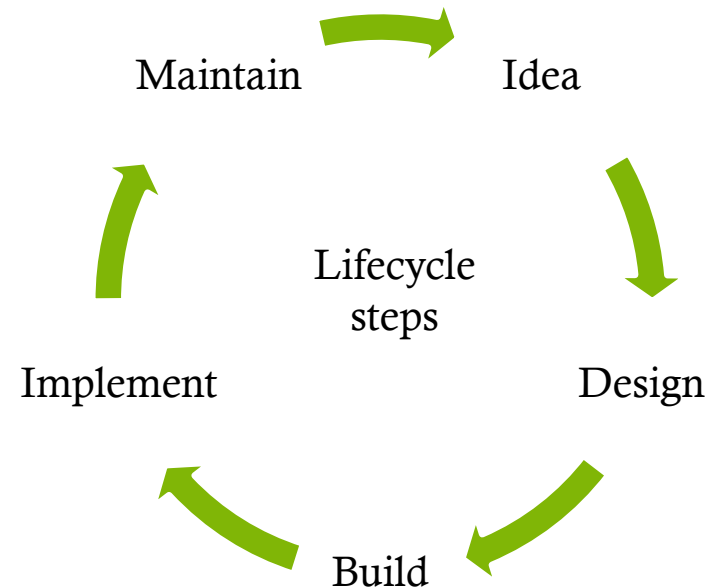 Maintain
Idea
Lifecycle
steps
Implement
Design
Build